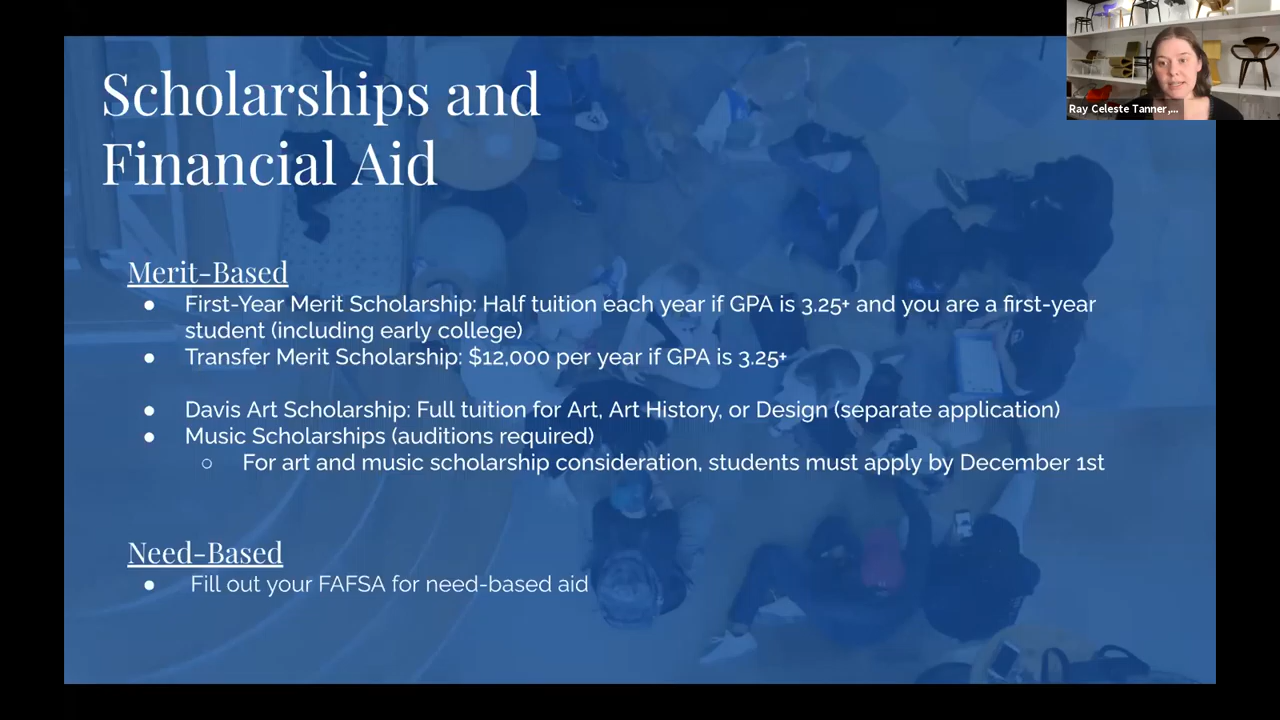 Scholarships and
Financial Aid
Ray Celeste Tanner,...
Merit-Based
● First-Year Merit Scholarship: Half tuition each year if GPA is 3.25+ and you are a first-year
student (including early college)
● Transfer Merit Scholarship: $12,000 per year if GPA is 3.25+
● Davis Art Scholarship: Full tuition for Art, Art History, or Design (separate application)
● Music Scholarships (auditions required)
○ For art and music scholarship consideration, students must apply by December 1st
Need-Based
● Fill out your FAFSA for need-based aid